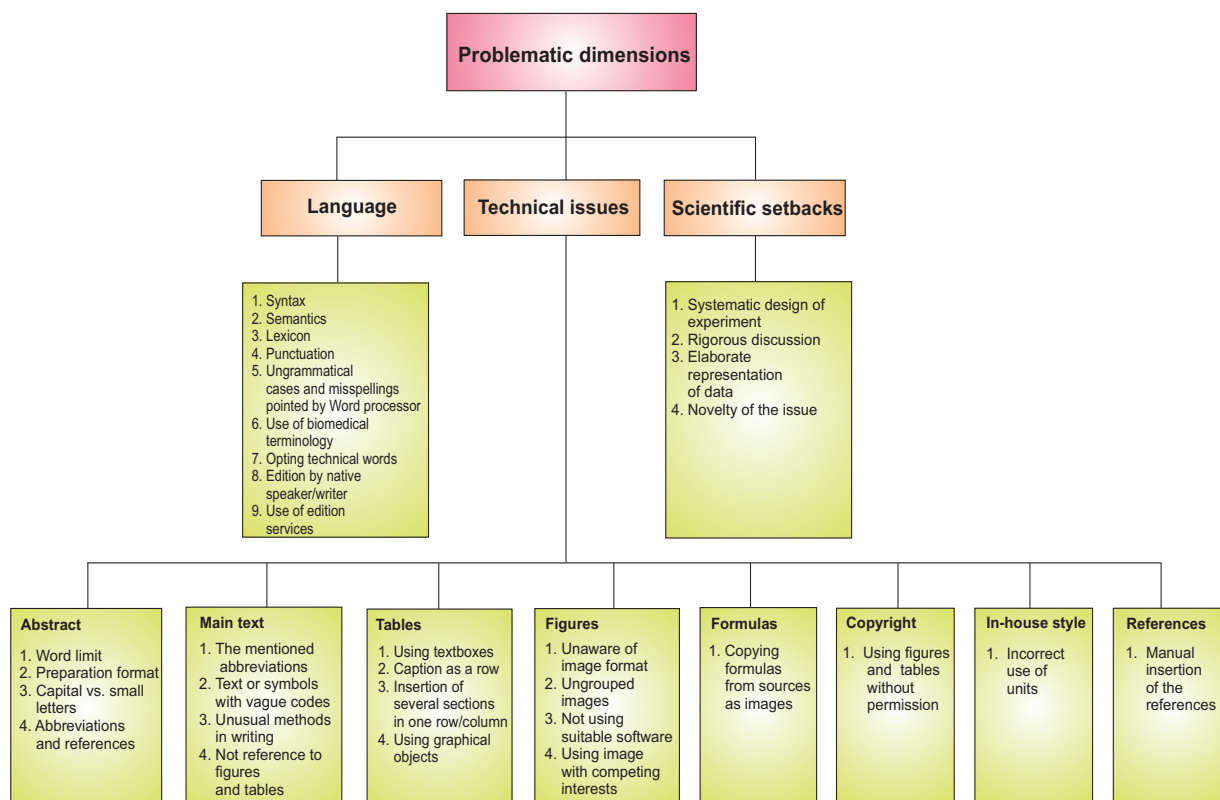 Problematic dimensions
Language
Technical issues
Scientific setbacks
1. Syntax
2. Semantics
3. Lexicon
4. Punctuation
5. Ungrammatical
cases and misspellings
pointed by Word processor
6. Use of biomedical
terminology
7. Opting technical words
8. Edition by native
speaker/writer
9. Use of edition
services
1. Systematic design of
experiment
2. Rigorous discussion
3. Elaborate
representation
of data
4. Novelty of the issue
Abstract
1. Word limit
2. Preparation format
3. Capital vs. small
letters
4. Abbreviations
and references
Main text
1. The mentioned
abbreviations
2. Text or symbols
with vague codes
3. Unusual methods
in writing
4. Not reference to
figures
and tables
Tables
1. Using textboxes
2. Caption as a row
3. Insertion of
several sections
in one row/column
4. Using graphical
objects
Figures
1. Unaware of
image format
2. Ungrouped
images
3. Not using
suitable software
4. Using image
with competing
interests
Formulas
1. Copying
formulas
from sources
as images
Copyright
1. Using figures
and tables
without
permission
In-house style
1. Incorrect
use of
units
References
1. Manual
insertion
of the
references